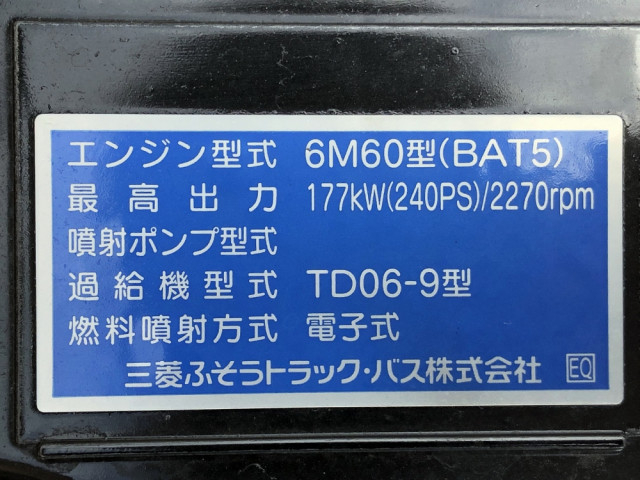 エンジン型式 6M60型(BAT5)
最高出力 177kW(240PS)/2270rpm
噴射ポンプ型式
過給機型式 TD06-9型
燃料噴射方式 電子式
三菱ふそうトラック・バス株式会社 EQ